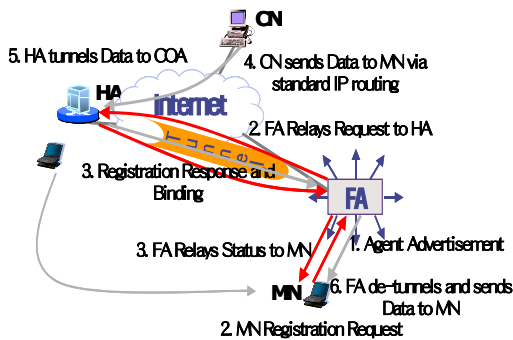 CN
5. HA tunnels Data to COA
4. CN sends Data to MN via
standard IP routing
HA
internet
2. FA Relays Request to HA
Tunnel
3. Registration Response and
Binding
FA
3. FA Relays Status to MN
1. Agent Advertisement
MN
6. FA de-tunnels and sends
Data to MN
2. MN Registration Request